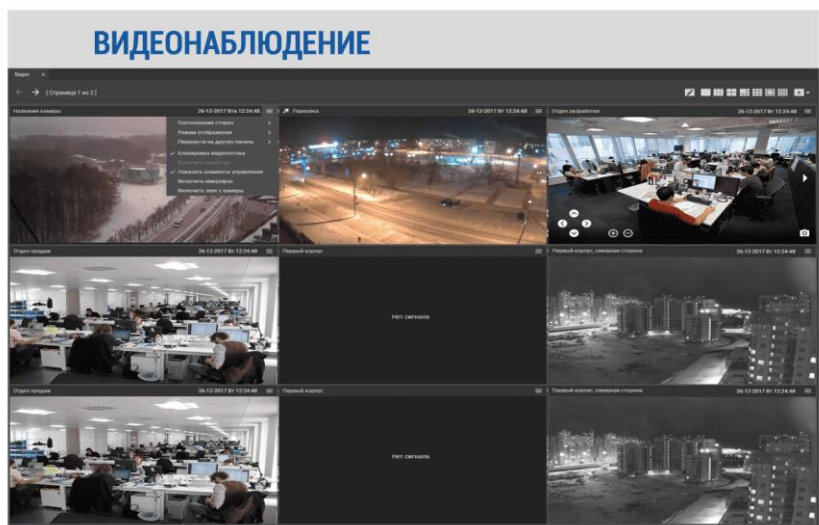 ВИДЕОНАБЛЮДЕНИЕ
Видео
[Страница 1 из 2]
Название камеры 26-12-2017 Втв 12:24:48
Парковка 26-12-2017 Вт 12:24:48
Отдел разработки 26-12-2017 Вт 12:24:48
Соотношение сторон
Режим отображения
Перенести на другую панель
Блокировка видеопотока
Показать элементы управления
Включить микрофон
Включить звук с камеры
Отдел продаж 26-12-2017 Вт 12:24:48
Первый корпус
Первый корпус, северная сторона 26-12-2017 Вт 12:24:48
Нет сигнала
Отдел продаж 26-12-2017 Вт 12:24:48
Первый корпус
Первый корпус, северная сторона 26-12-2017 Вт 12:24:48
Нет сигнала